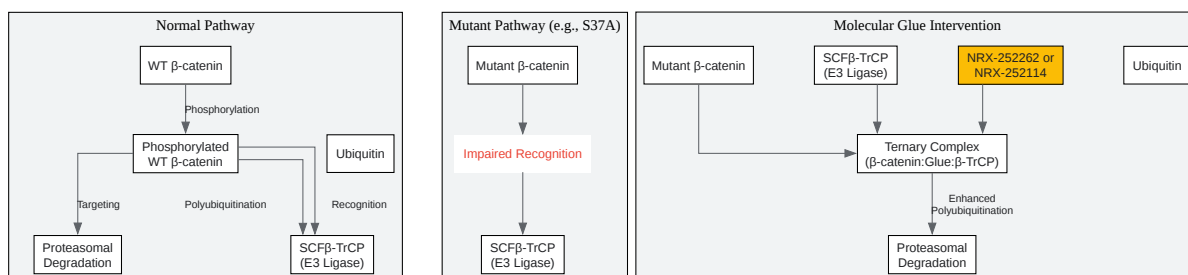 Normal Pathway
WT β-catenin
Phosphorylation
Phosphorylated
WT β-catenin
Ubiquitin
Targeting
Polyubiquitination
Recognition
Proteasomal
Degradation
SCFβ-TrCP
(E3 Ligase)
Mutant Pathway (e.g., S37A)
Mutant β-catenin
Impaired Recognition
SCFβ-TrCP
(E3 Ligase)
Molecular Glue Intervention
Mutant β-catenin
SCFβ-TrCP
(E3 Ligase)
NRX-252262 or
NRX-252114
Ubiquitin
Ternary Complex
(β-catenin:Glue:β-TrCP)
Enhanced
Polyubiquitination
Proteasomal
Degradation